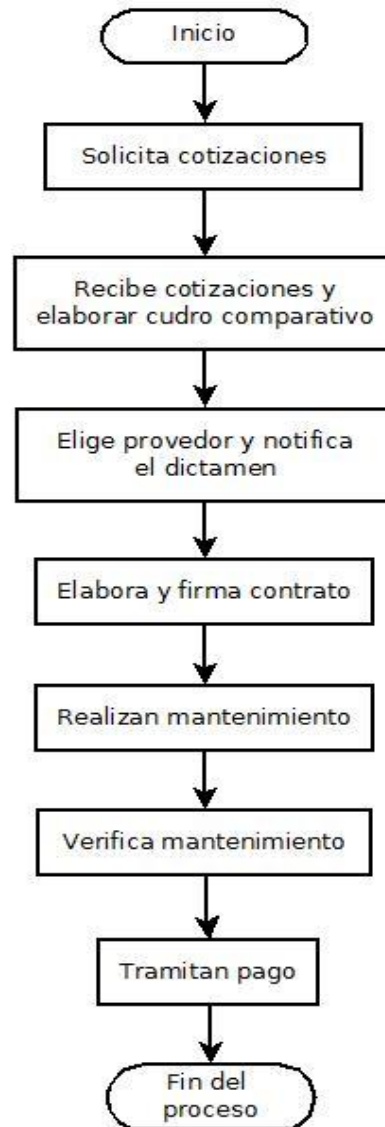 Inicio
Solicita cotizaciones
Recibe cotizaciones y
elaborar cudro comparativo
Elige provedor y notifica
el dictamen
Elabora y firma contrato
Realizan mantenimiento
Verifica mantenimiento
Tramitan pago
Fin del
proceso